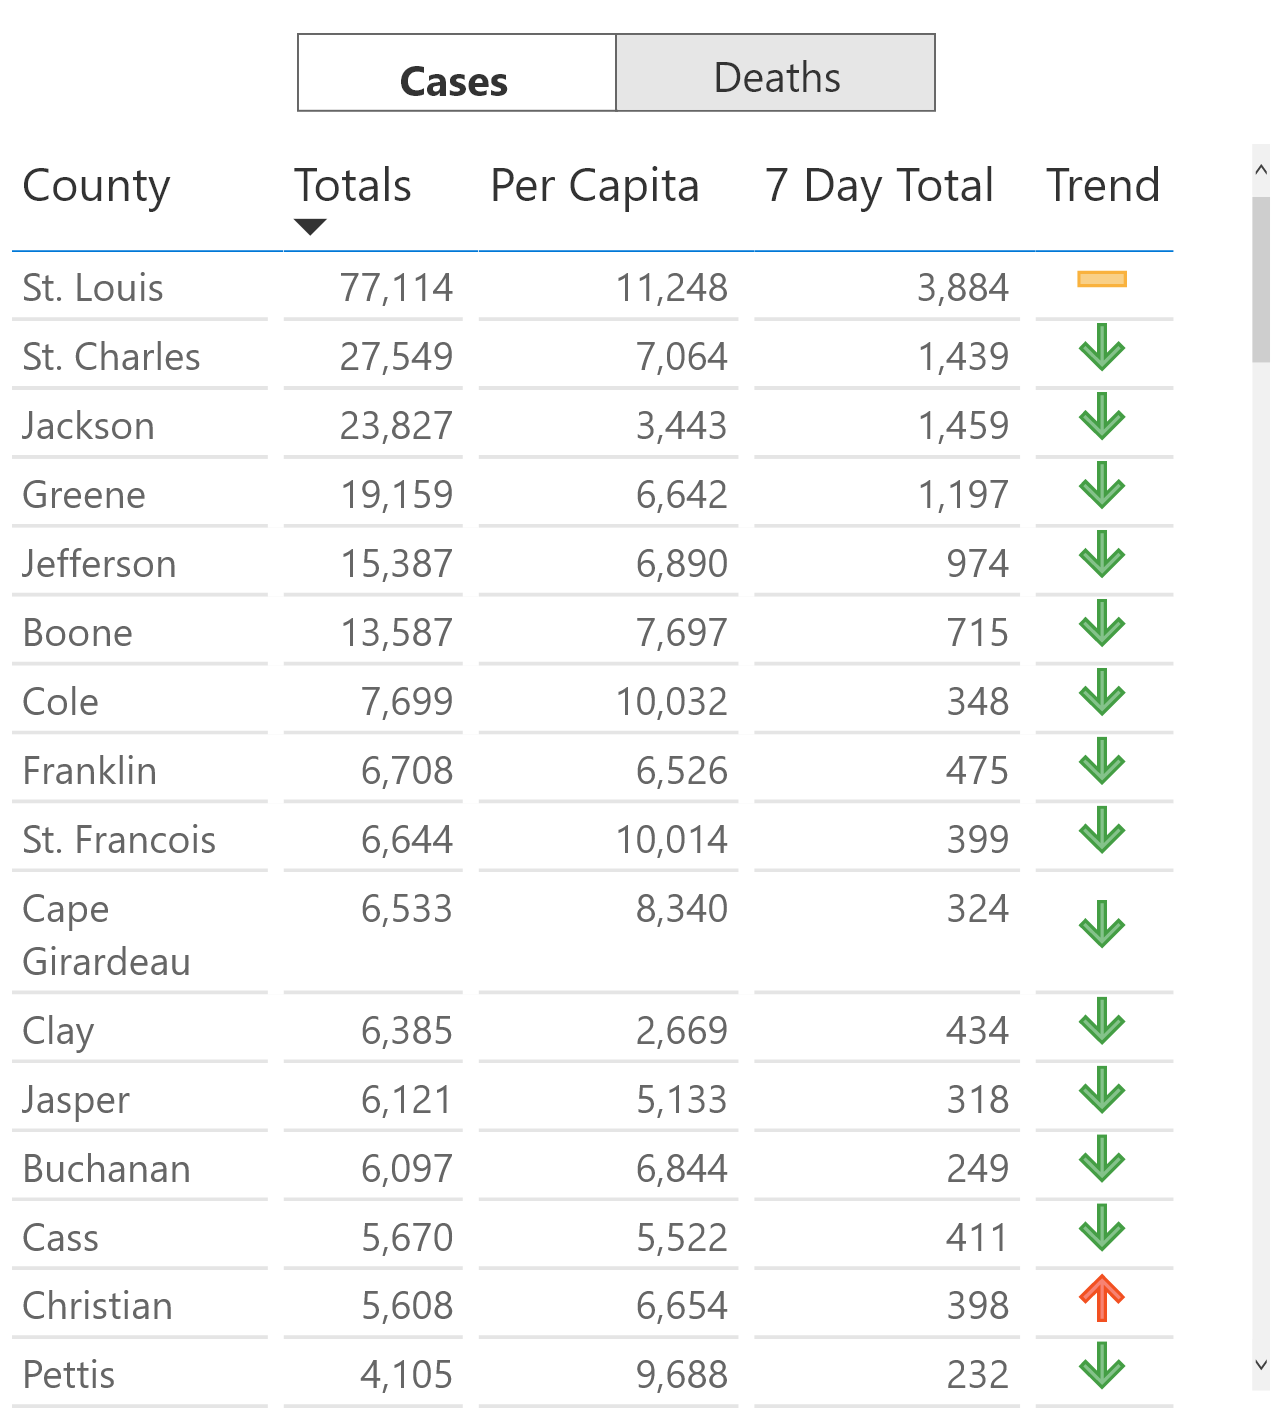 Cases Deaths
County Totals Per Capita 7 Day Total Trend
St. Louis 77,114 11,248 3,884
St. Charles 27,549 7,064 1,439
Jackson 23,827 3,443 1,459
Greene 19,159 6,642 1,197
Jefferson 15,387 6,890 974
Boone 13,587 7,697 715
Cole 7,699 10,032 348
Franklin 6,708 6,526 475
St. Francois 6,644 10,014 399
Cape 6,533 8,340 324
Girardeau
Clay 6,385 2,669 434
Jasper 6,121 5,133 318
Buchanan 6,097 6,844 249
Cass 5,670 5,522 411
Christian 5,608 6,654 398
Pettis 4,105 9,688 232